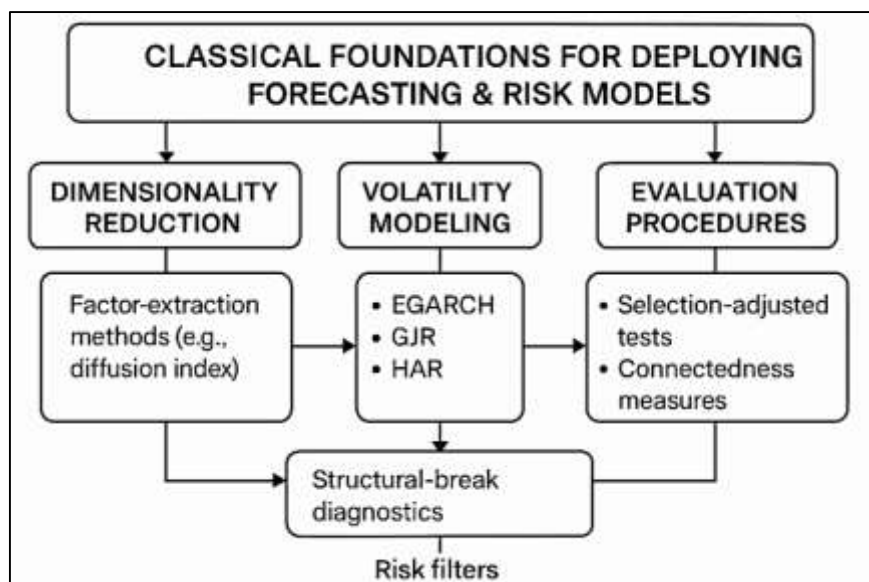 CLASSICAL FOUNDATIONS FOR DEPLOYING
FORECASTING & RISK MODELS
DIMENSIONALITY
REDUCTION
VOLATILITY
MODELING
EVALUATION
PROCEDURES
Factor-extraction
methods (e.g.,
diffusion index)
• EGARCH
• GJR
• HAR
• Selection-adjusted
tests
• Connectedness
measures
Structural-break
diagnostics
Risk filters